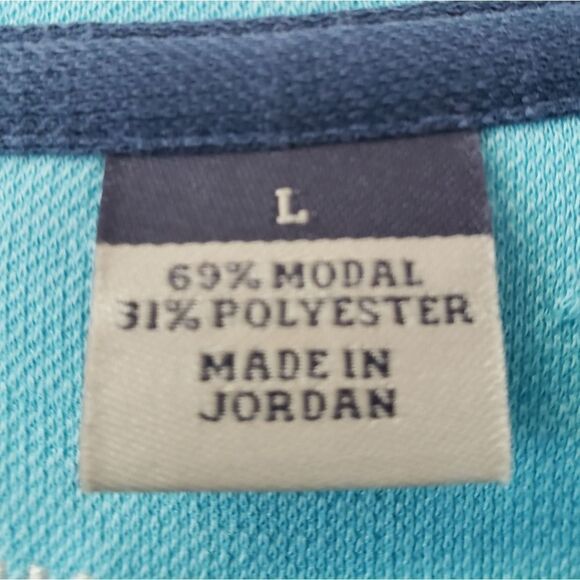 L
69% MODAL
31% POLYESTER
MADE IN
JORDAN